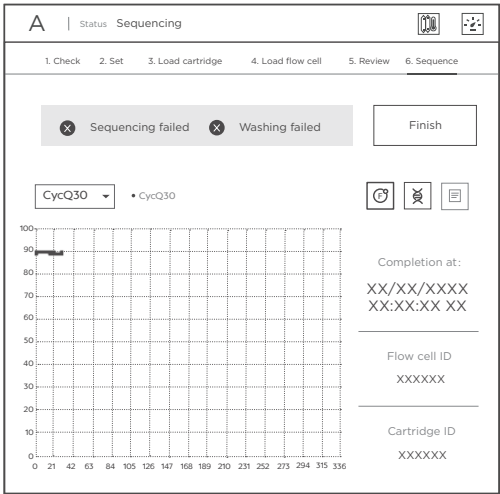 A | Status Sequencing
1. Check 2. Set 3. Load cartridge 4. Load flow cell 5. Review 6. Sequence
X Sequencing failed X Washing failed Finish
CycQ30 • CycQ30 F
100
90
80
70
60
50
40
30
20
10
0
0 21 42 63 84 105 126 147 168 189 210 231 252 273 294 315 336
Completion at:
XX/XX/XXXX
XX:XX:XX XX
Flow cell ID
XXXXXX
Cartridge ID
XXXXXX